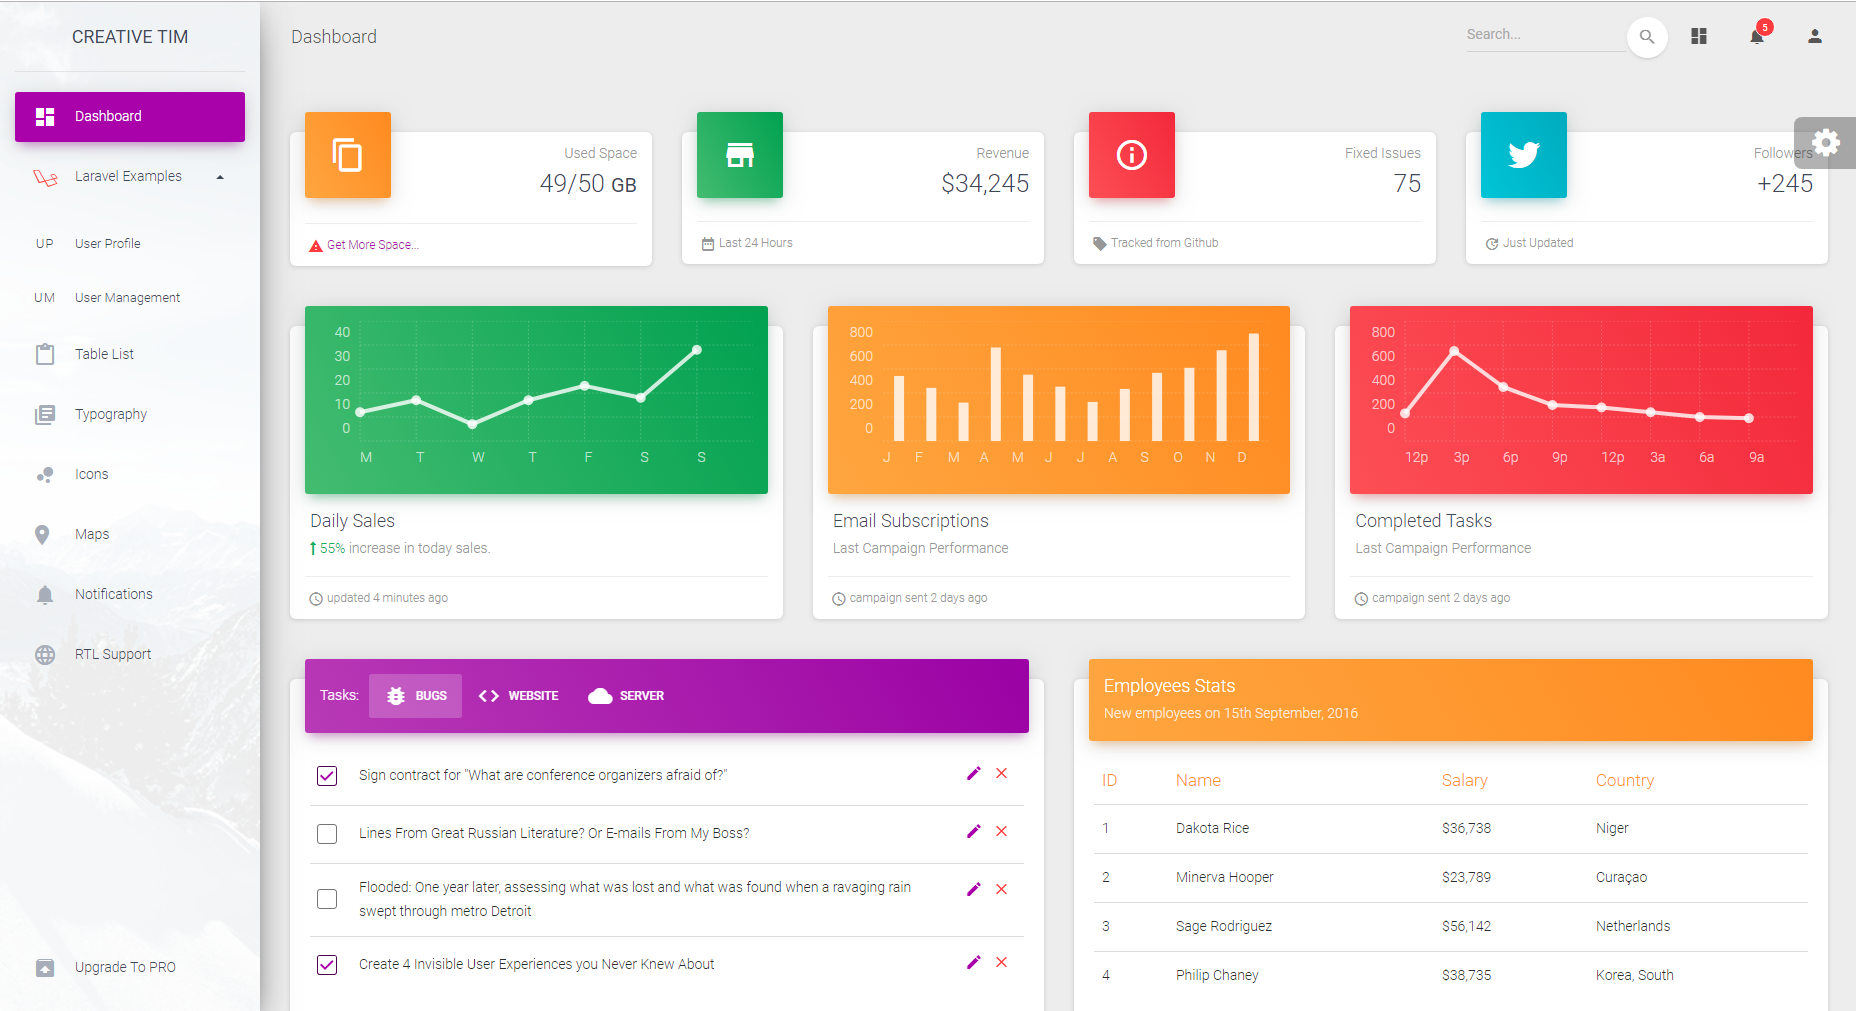 CREATIVE TIM
Dashboard
Laravel Examples
UP User Profile
UM User Management
Table List
Typography
Icons
Maps
Notifications
RTL Support
Upgrade To PRO
Dashboard
Search...
5
Used Space
49/50 GB
Get More Space...
Revenue
$34,245
Last 24 Hours
Fixed Issues
75
Tracked from Github
Followers
+245
Just Updated
40
30
20
10
0
M T W T F S S
Daily Sales
55% increase in today sales.
updated 4 minutes ago
800
600
400
200
0
J F M A M J J A S O N D
Email Subscriptions
Last Campaign Performance
campaign sent 2 days ago
800
600
400
200
0
12p 3p 6p 9p 12p 3a 6a 9a
Completed Tasks
Last Campaign Performance
campaign sent 2 days ago
Tasks: BUGS WEBSITE SERVER
Sign contract for "What are conference organizers afraid of?"
Lines From Great Russian Literature? Or E-mails From My Boss?
Flooded: One year later, assessing what was lost and what was found when a ravaging rain
swept through metro Detroit
Create 4 Invisible User Experiences you Never Knew About
Employees Stats
New employees on 15th September, 2016
ID Name Salary Country
1 Dakota Rice $36,738 Niger
2 Minerva Hooper $23,789 Curaçao
3 Sage Rodriguez $56,142 Netherlands
4 Philip Chaney $38,735 Korea, South